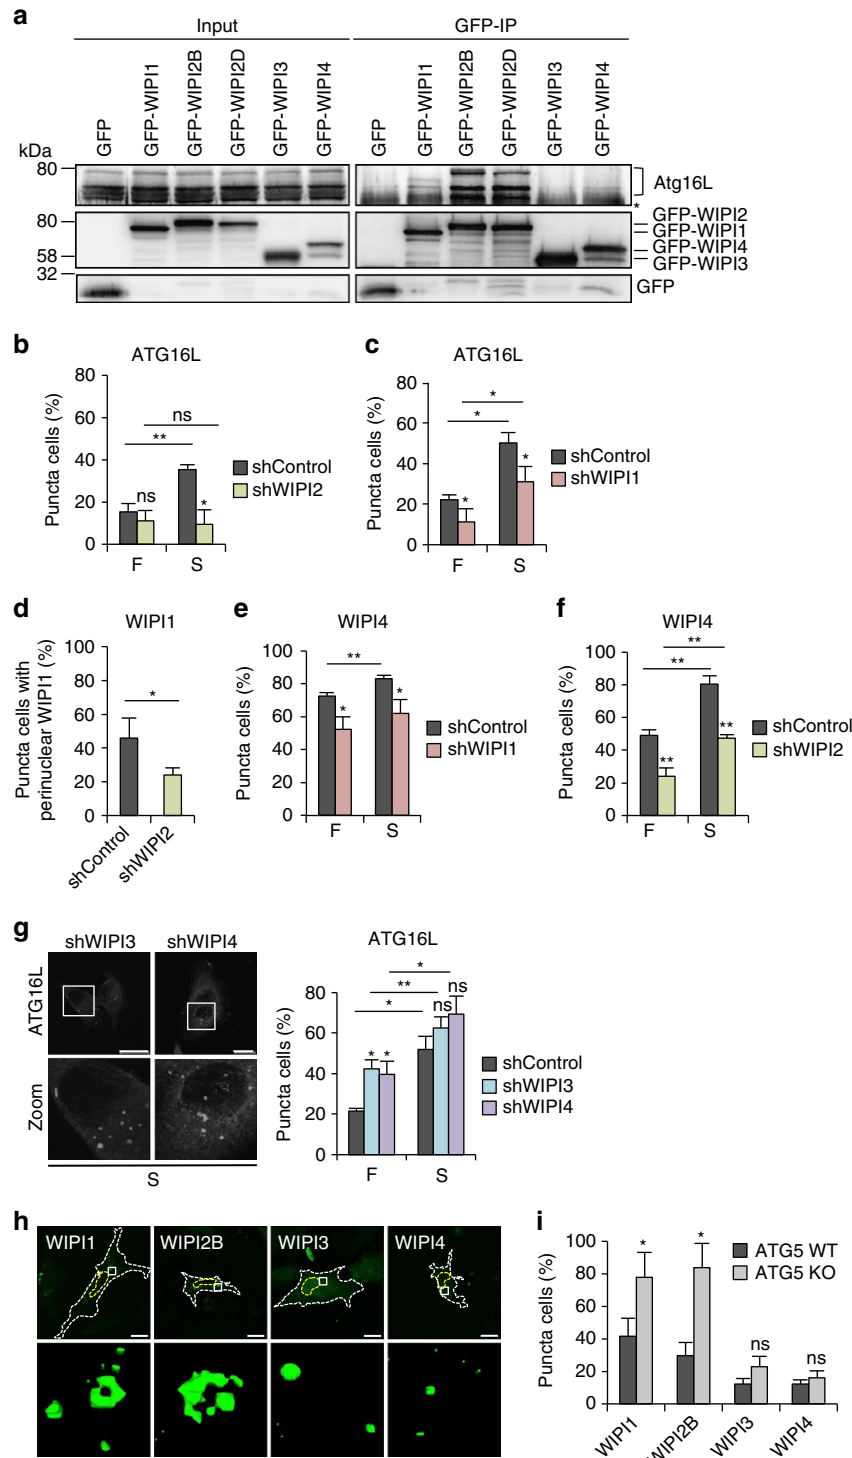 a
Input
GFP-IP
GFP
GFP-WIPI1
GFP-WIPI2B
GFP-WIPI2D
GFP-WIPI3
GFP-WIPI4
GFP
GFP-WIPI1
GFP-WIPI2B
GFP-WIPI2D
GFP-WIPI3
GFP-WIPI4
kDa
80
Atg16L
*
80
58
GFP-WIPI2
GFP-WIPI1
GFP-WIPI4
GFP-WIPI3
32
GFP
b
ATG16L
Puncta cells (%)
80
60
40
20
0
ns
**
ns
*
F
S
shControl
shWIPI2
c
ATG16L
Puncta cells (%)
80
60
40
20
0
*
*
*
*
F
S
shControl
shWIPI1
d
WIPI1
Puncta cells with
perinuclear WIPI1 (%)
100
80
60
40
20
0
*
shControl
shWIPI2
e
WIPI4
Puncta cells (%)
100
80
60
40
20
0
**
*
*
F
S
shControl
shWIPI1
f
WIPI4
Puncta cells (%)
100
80
60
40
20
0
**
**
**
**
F
S
shControl
shWIPI2
g
shWIPI3
shWIPI4
ATG16L
Zoom
S
ATG16L
Puncta cells (%)
80
60
40
20
0
*
**
*
* *
ns
ns
F
S
shControl
shWIPI3
shWIPI4
h
WIPI1
WIPI2B
WIPI3
WIPI4
i
Puncta cells (%)
100
80
60
40
20
0
*
*
ns
ns
ATG5 WT
ATG5 KO
WIPI1
WIPI2B
WIPI3
WIPI4